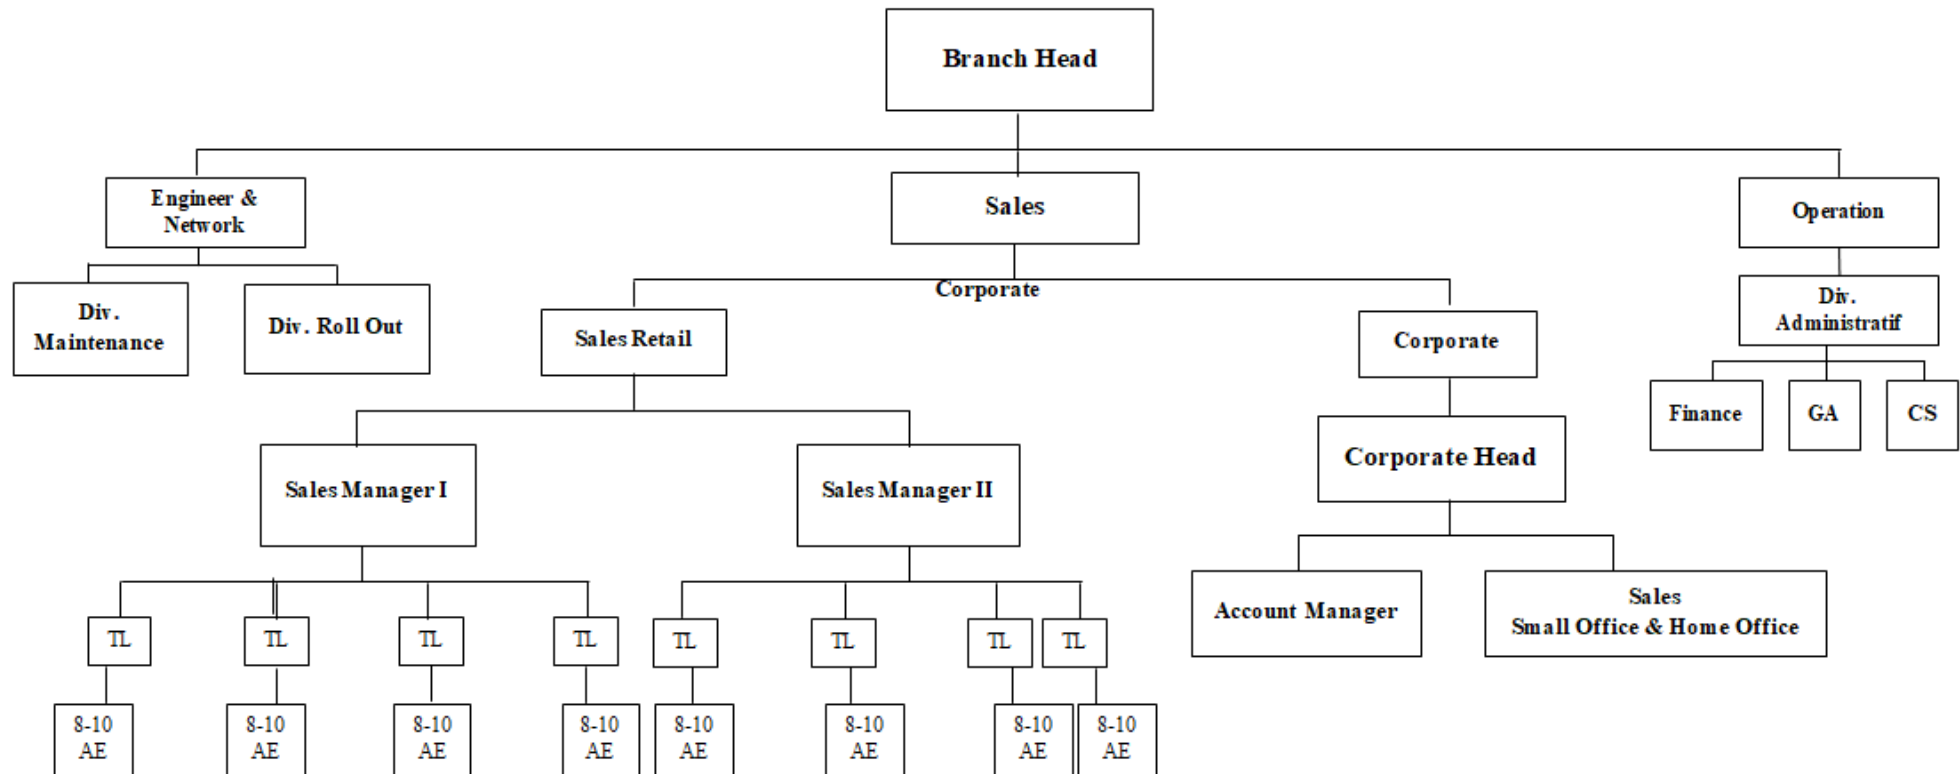 Branch Head
Engineer &
Network
Sales
Operation
Corporate
Div.
Maintenance
Div. Roll Out
Sales Retail
Corporate
Div.
Administratif
Finance
GA
CS
Sales Manager I
Sales Manager II
Corporate Head
Account Manager
Sales
Small Office & Home Office
TL
TL
TL
TL
TL
TL
TL
TL
8-10
AE
8-10
AE
8-10
AE
8-10
AE
8-10
AE
8-10
AE
8-10
AE
8-10
AE